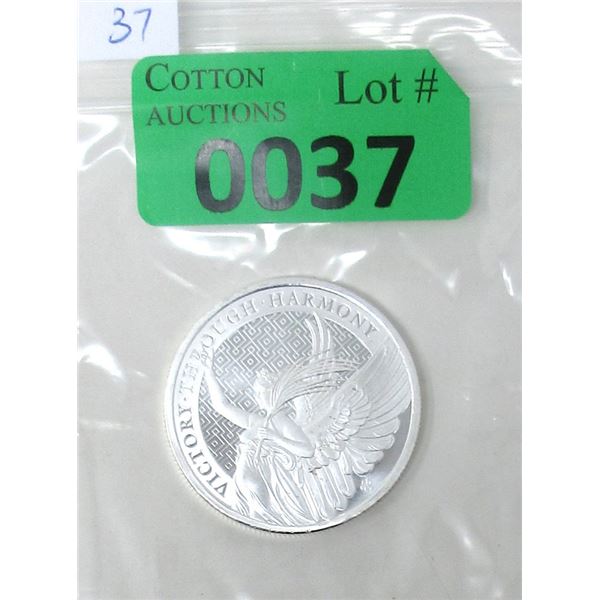 37
COTTON
AUCTIONS
Lot #
0037
VICTORY · THROUGH · HARMONY